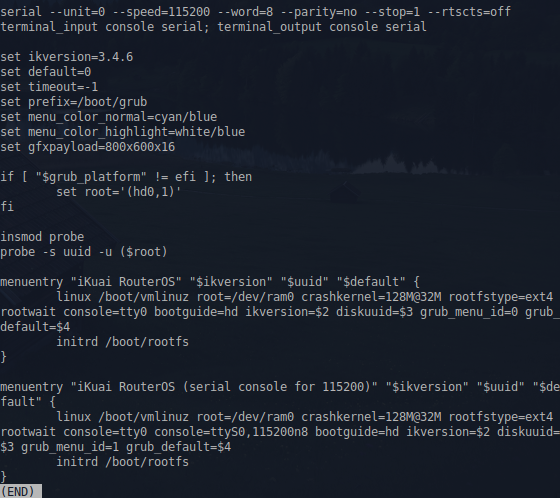 serial --unit=0 --speed=115200 --word=8 --parity=no --stop=1 --rtscts=off
terminal_input console serial; terminal_output console serial

set ikversion=3.4.6
set default=0
set timeout=-1
set prefix=/boot/grub
set menu_color_normal=cyan/blue
set menu_color_highlight=white/blue
set gfxpayload=800x600x16

if [ "$grub_platform" != efi ]; then
        set root='(hd0,1)'
fi

insmod probe
probe -s uuid -u ($root)

menuentry "iKuai RouterOS" "$ikversion" "$uuid" "$default" {
        linux /boot/vmlinuz root=/dev/ram0 crashkernel=128M@32M rootfstype=ext4
rootwait console=tty0 bootguide=hd ikversion=$2 diskuuid=$3 grub_menu_id=0 grub_
default=$4
        initrd /boot/rootfs
}

menuentry "iKuai RouterOS (serial console for 115200)" "$ikversion" "$uuid" "$de
fault" {
        linux /boot/vmlinuz root=/dev/ram0 crashkernel=128M@32M rootfstype=ext4
rootwait console=tty0 console=ttyS0,115200n8 bootguide=hd ikversion=$2 diskuuid=
$3 grub_menu_id=1 grub_default=$4
        initrd /boot/rootfs
}
(END)